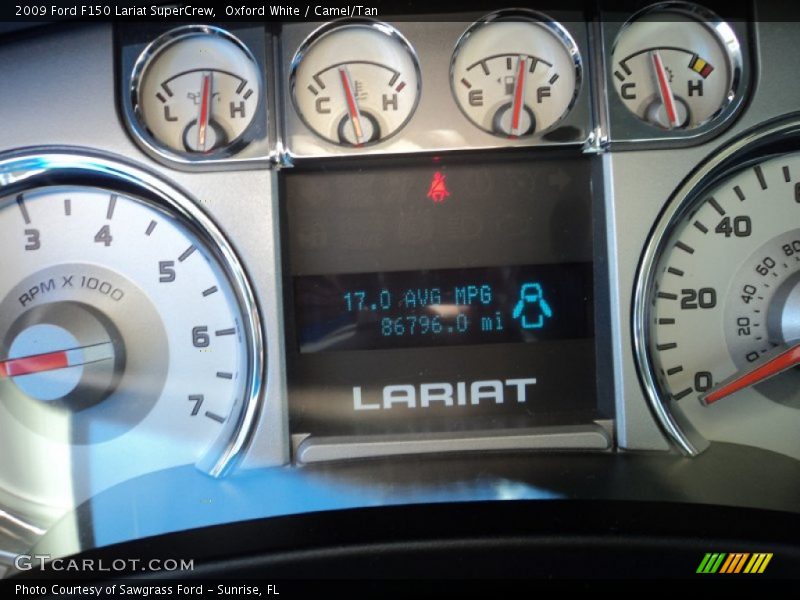 2009 Ford F150 Lariat SuperCrew,  Oxford White / Camel/Tan
L H
C H
E F
C H
3 4 5 6 7
RPM X 1000
17.0 AVG MPG
86796.0 mi
LARIAT
0 20 40
0 20 40 60 80
GTCARLOT.COM
Photo Courtesy of Sawgrass Ford - Sunrise, FL